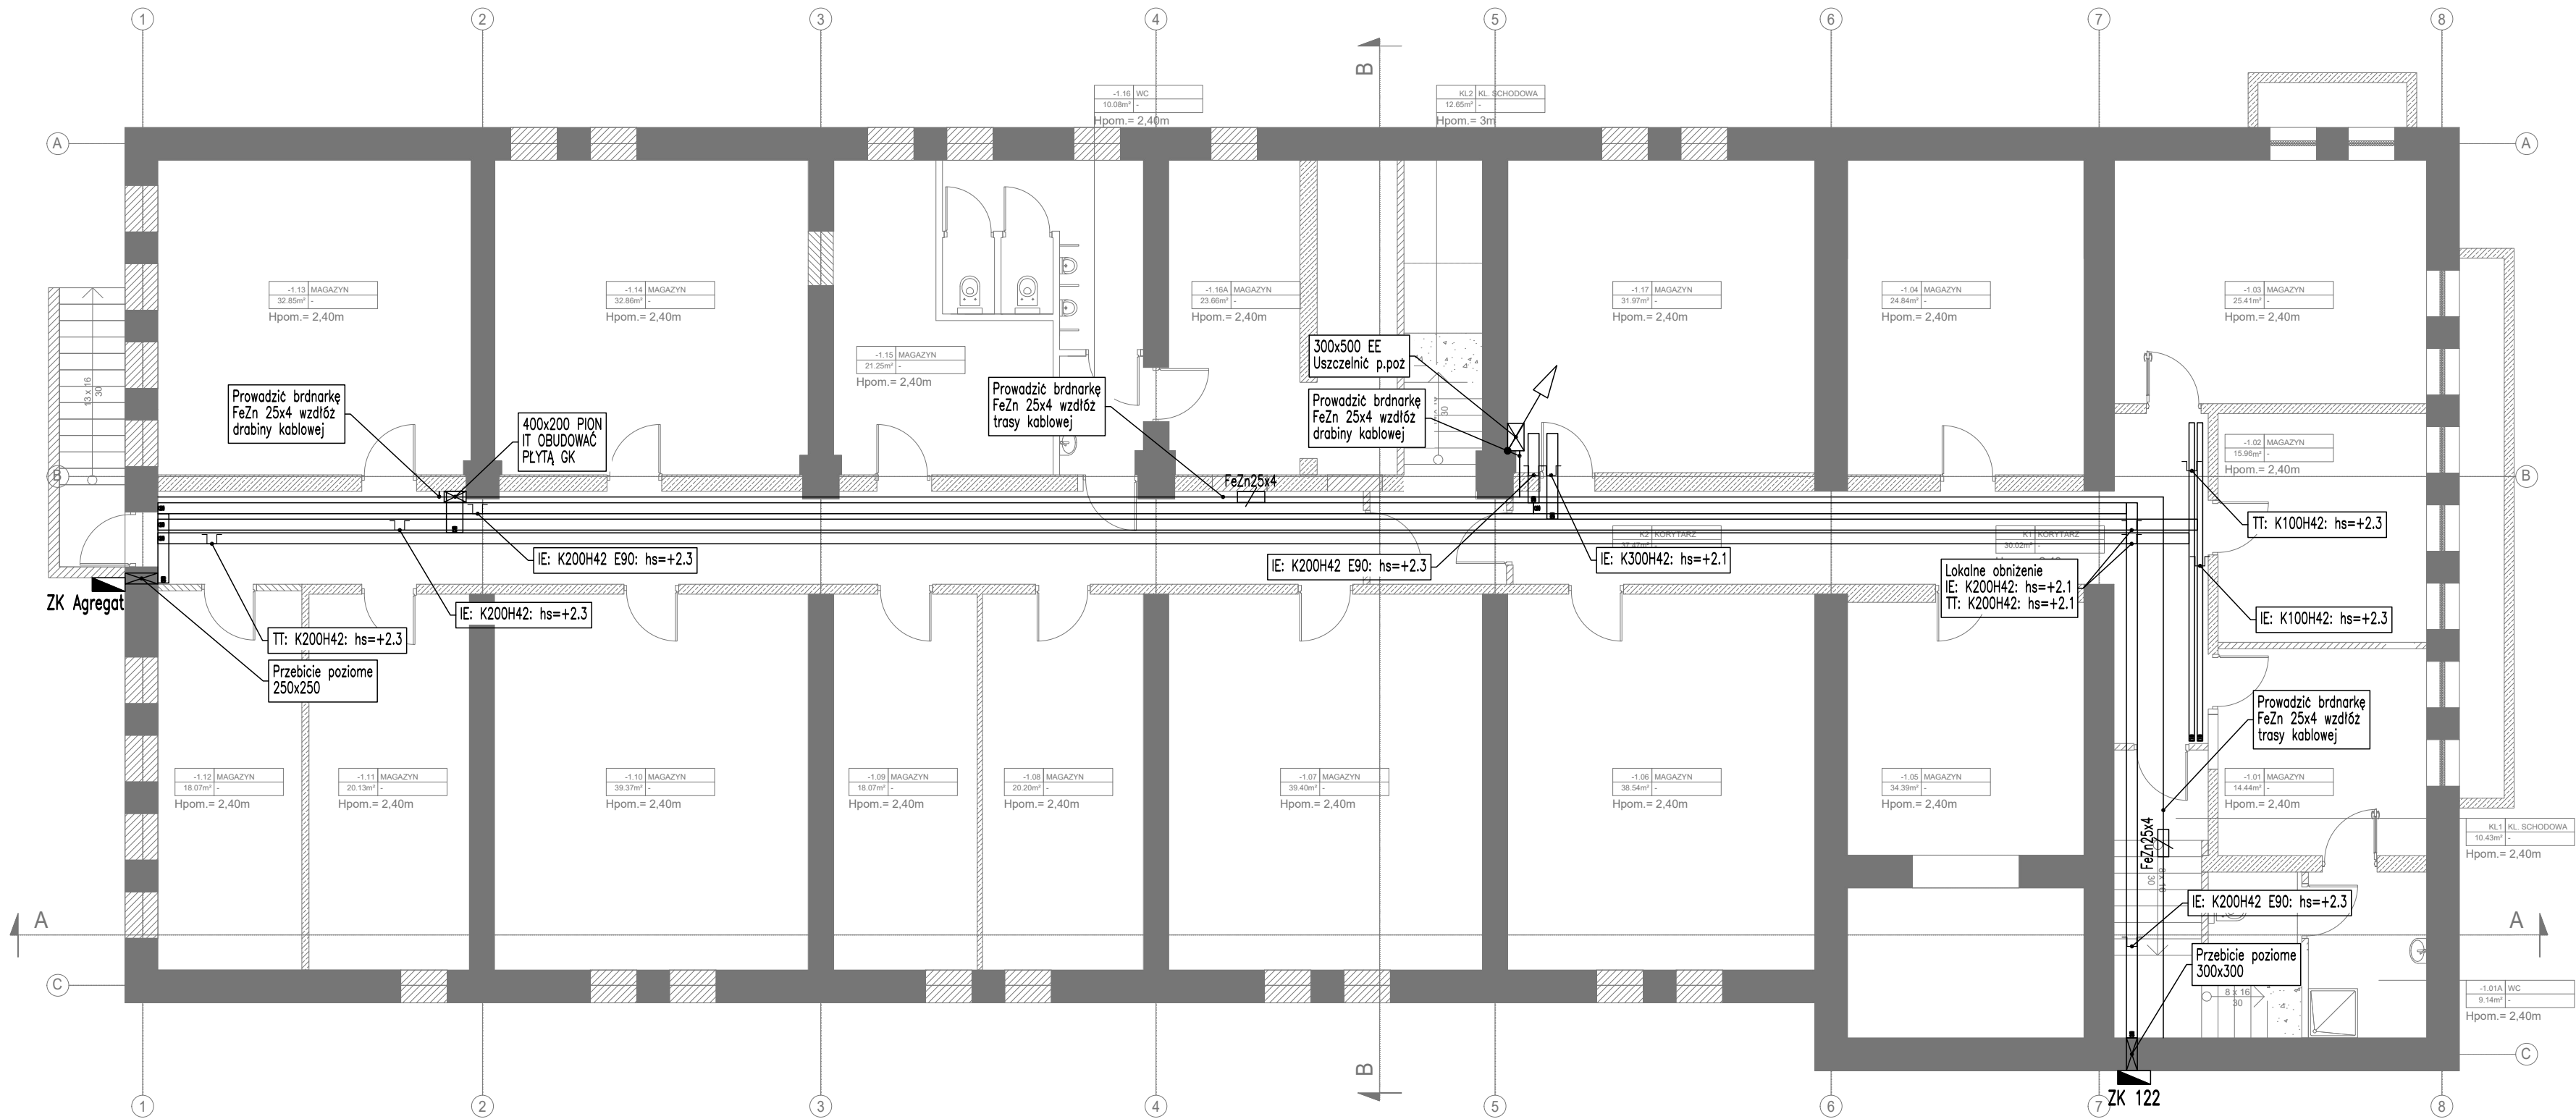 1
2
3
4
5
6
7
8
B
-1.16 WC
10.08m² -
Hpom.= 2,40m
KL2 KL. SCHODOWA
12.65m² -
Hpom.= 3m
A
A
-1.13 MAGAZYN
32.85m² -
Hpom.= 2,40m
-1.14 MAGAZYN
32.86m² -
Hpom.= 2,40m
-1.15 MAGAZYN
21.25m² -
Hpom.= 2,40m
-1.16A MAGAZYN
23.66m² -
Hpom.= 2,40m
-1.17 MAGAZYN
31.97m² -
Hpom.= 2,40m
-1.04 MAGAZYN
24.84m² -
Hpom.= 2,40m
-1.03 MAGAZYN
25.41m² -
Hpom.= 2,40m
13 x 16
30
Prowadzić brdnarkę
FeZn 25x4 wzdłóż
drabiny kablowej
400x200 PION
IT OBUDOWAĆ
PŁYTĄ GK
Prowadzić brdnarkę
FeZn 25x4 wzdłóż
trasy kablowej
300x500 EE
Uszczelnić p.poż
Prowadzić brdnarkę
FeZn 25x4 wzdłóż
drabiny kablowej
30
-1.02 MAGAZYN
15.96m² -
Hpom.= 2,40m
B
B
FeZn25x4
TT: K100H42: hs=+2.3
K2 KORYTARZ
K1 KORYTARZ
30.02m² -
IE: K200H42 E90: hs=+2.3
IE: K200H42 E90: hs=+2.3
IE: K300H42: hs=+2.1
Lokalne obniżenie
IE: K200H42: hs=+2.1
TT: K200H42: hs=+2.1
ZK Agregat
IE: K200H42: hs=+2.3
IE: K100H42: hs=+2.3
TT: K200H42: hs=+2.3
Przebicie poziome
250x250
Prowadzić brdnarkę
FeZn 25x4 wzdłóż
trasy kablowej
-1.12 MAGAZYN
18.07m² -
Hpom.= 2,40m
-1.11 MAGAZYN
20.13m² -
Hpom.= 2,40m
-1.10 MAGAZYN
39.37m² -
Hpom.= 2,40m
-1.09 MAGAZYN
18.07m² -
Hpom.= 2,40m
-1.08 MAGAZYN
20.20m² -
Hpom.= 2,40m
-1.07 MAGAZYN
39.40m² -
Hpom.= 2,40m
-1.06 MAGAZYN
38.54m² -
Hpom.= 2,40m
-1.05 MAGAZYN
34.39m² -
Hpom.= 2,40m
-1.01 MAGAZYN
14.44m² -
Hpom.= 2,40m
FeZn25x4
30
KL1 KL. SCHODOWA
10.43m² -
Hpom.= 2,40m
IE: K200H42 E90: hs=+2.3
A
A
Przebicie poziome
300x300
8 x 16
30
-1.01A WC
9.14m² -
Hpom.= 2,40m
C
C
B
ZK 122
1
2
3
4
5
6
7
8